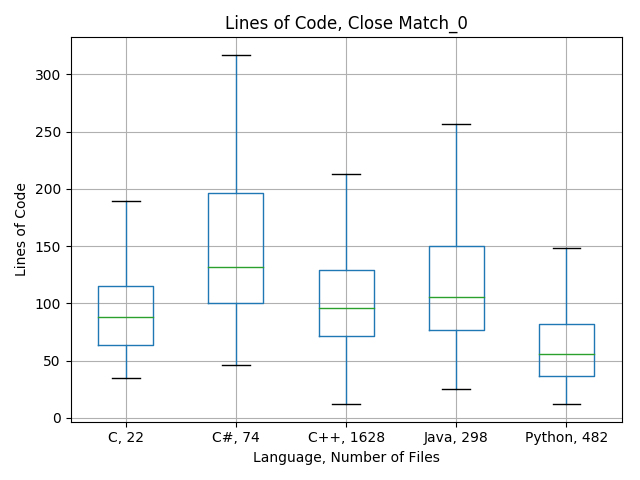 Lines of Code, Close Match_0
Lines of Code
300
250
200
150
100
50
0
C, 22
C#, 74
C++, 1628
Java, 298
Python, 482
Language, Number of Files